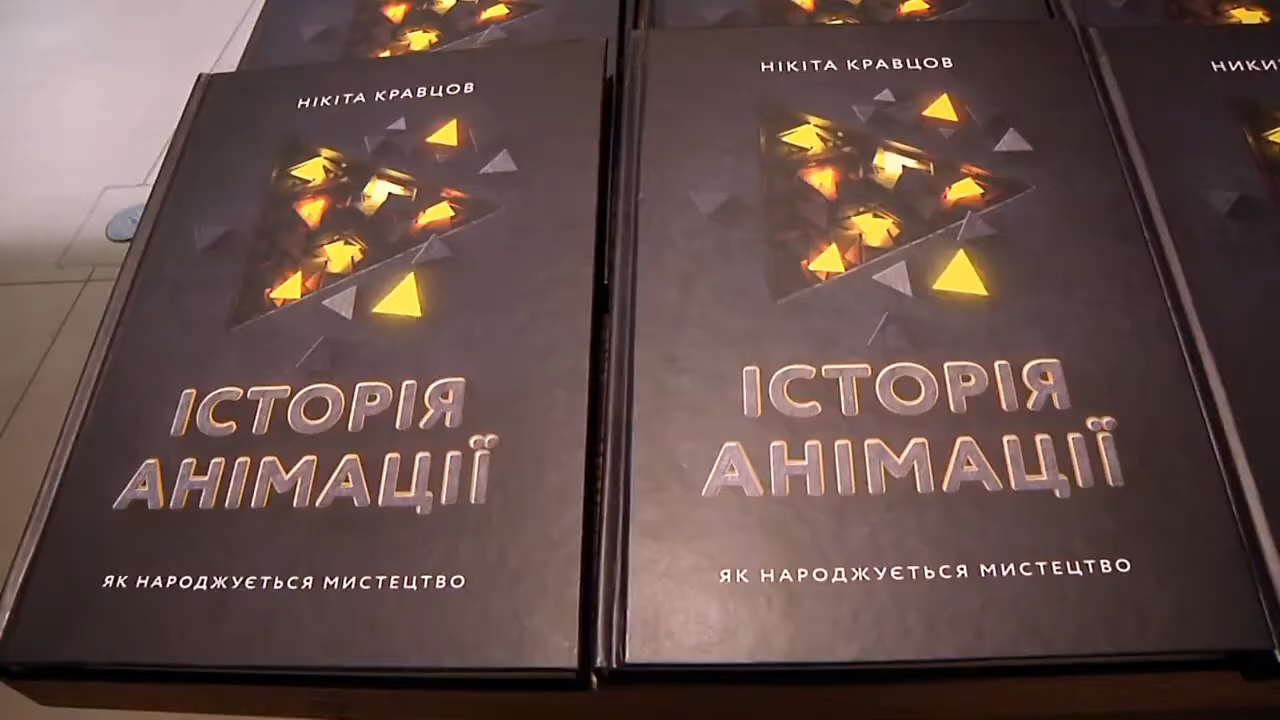 НІКІТА КРАВЦОВ
ІСТОРІЯ
АНІМАЦІЇ
ЯК НАРОДЖУЄТЬСЯ МИСТЕЦТВО
НІКІТА КРАВЦОВ
ІСТОРІЯ
АНІМАЦІЇ
ЯК НАРОДЖУЄТЬСЯ МИСТЕЦТВО